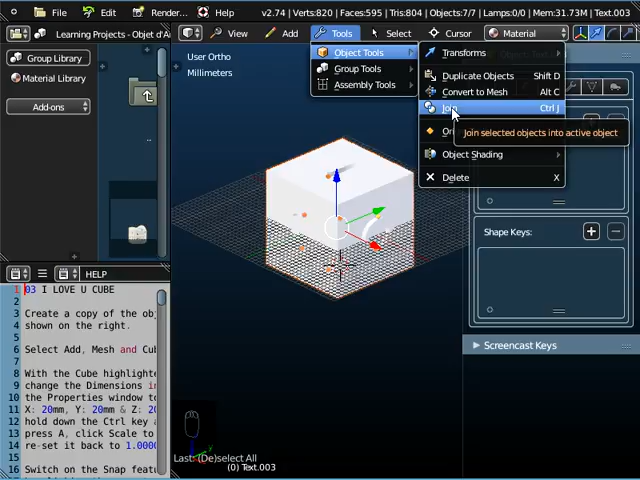 File Edit Render... Help v2.74 | Verts:820 | Faces:595 | Tris:804 | Lamps:0/0 | Mem:31.73M | Text.003
Learning Projects - Objet d'A
View Add Tools Select Cursor Material
Group Library
Material Library
Add-ons
User Ortho
Millimeters
Object Tools
Group Tools
Assembly Tools
Transforms
Duplicate Objects Shift D
Convert to Mesh Alt C
Join Ctrl J
Join selected objects into active object
Object Shading
Delete X
Shape Keys:
Screencast Keys
HELP
1 03 I LOVE U CUBE
2
3 Create a copy of the obj
4 shown on the right.
5
6 Select Add, Mesh and Cub
7
8 With the Cube highlighte
9 change the Dimensions in
10 the Properties window to
11 X: 20mm, Y: 20mm & Z: 20
12 hold down the Ctrl key a
13 press A, click Scale to
14 re-set it back to 1.0000
15
16 Switch on the Snap featu
Last: (De)select All
(0) Text.003